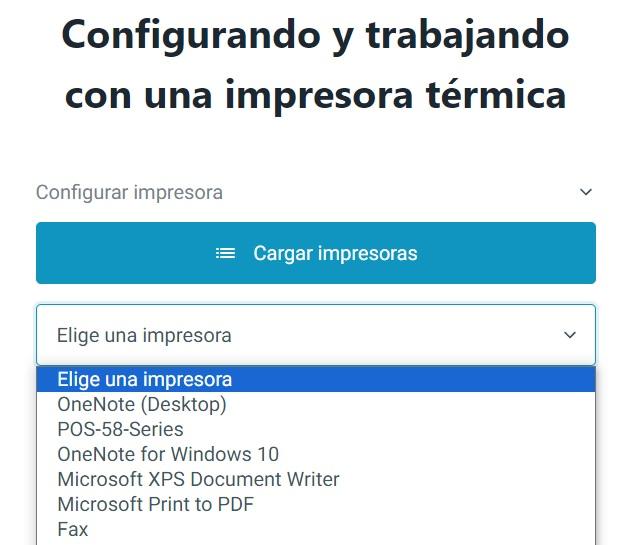 Configurando y trabajando
con una impresora térmica
Configurar impresora
Cargar impresoras
Elige una impresora
Elige una impresora
OneNote (Desktop)
POS-58-Series
OneNote for Windows 10
Microsoft XPS Document Writer
Microsoft Print to PDF
Fax